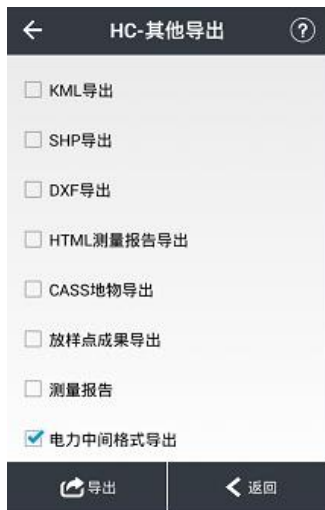 HC-其他导出 ?
KML导出
SHP导出
DXF导出
HTML测量报告导出
CASS地物导出
放样点成果导出
测量报告
电力中间格式导出
导出 返回